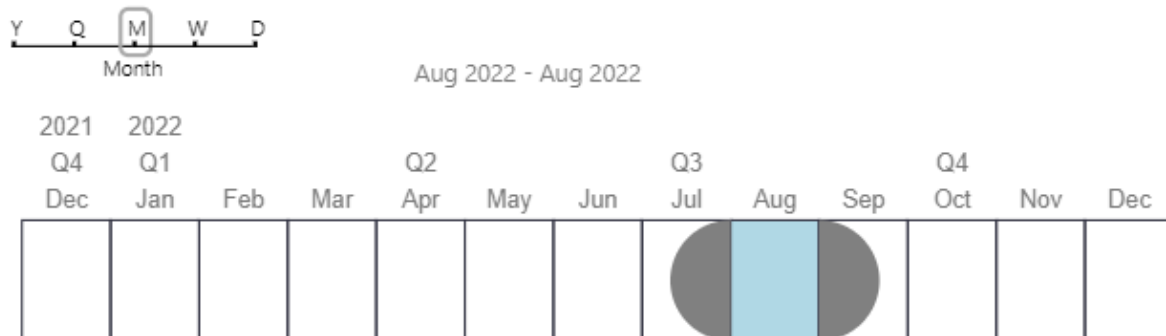 Y Q M W D
Month
Aug 2022 - Aug 2022
2021 2022
Q4 Q1 Q2 Q3 Q4
Dec Jan Feb Mar Apr May Jun Jul Aug Sep Oct Nov Dec